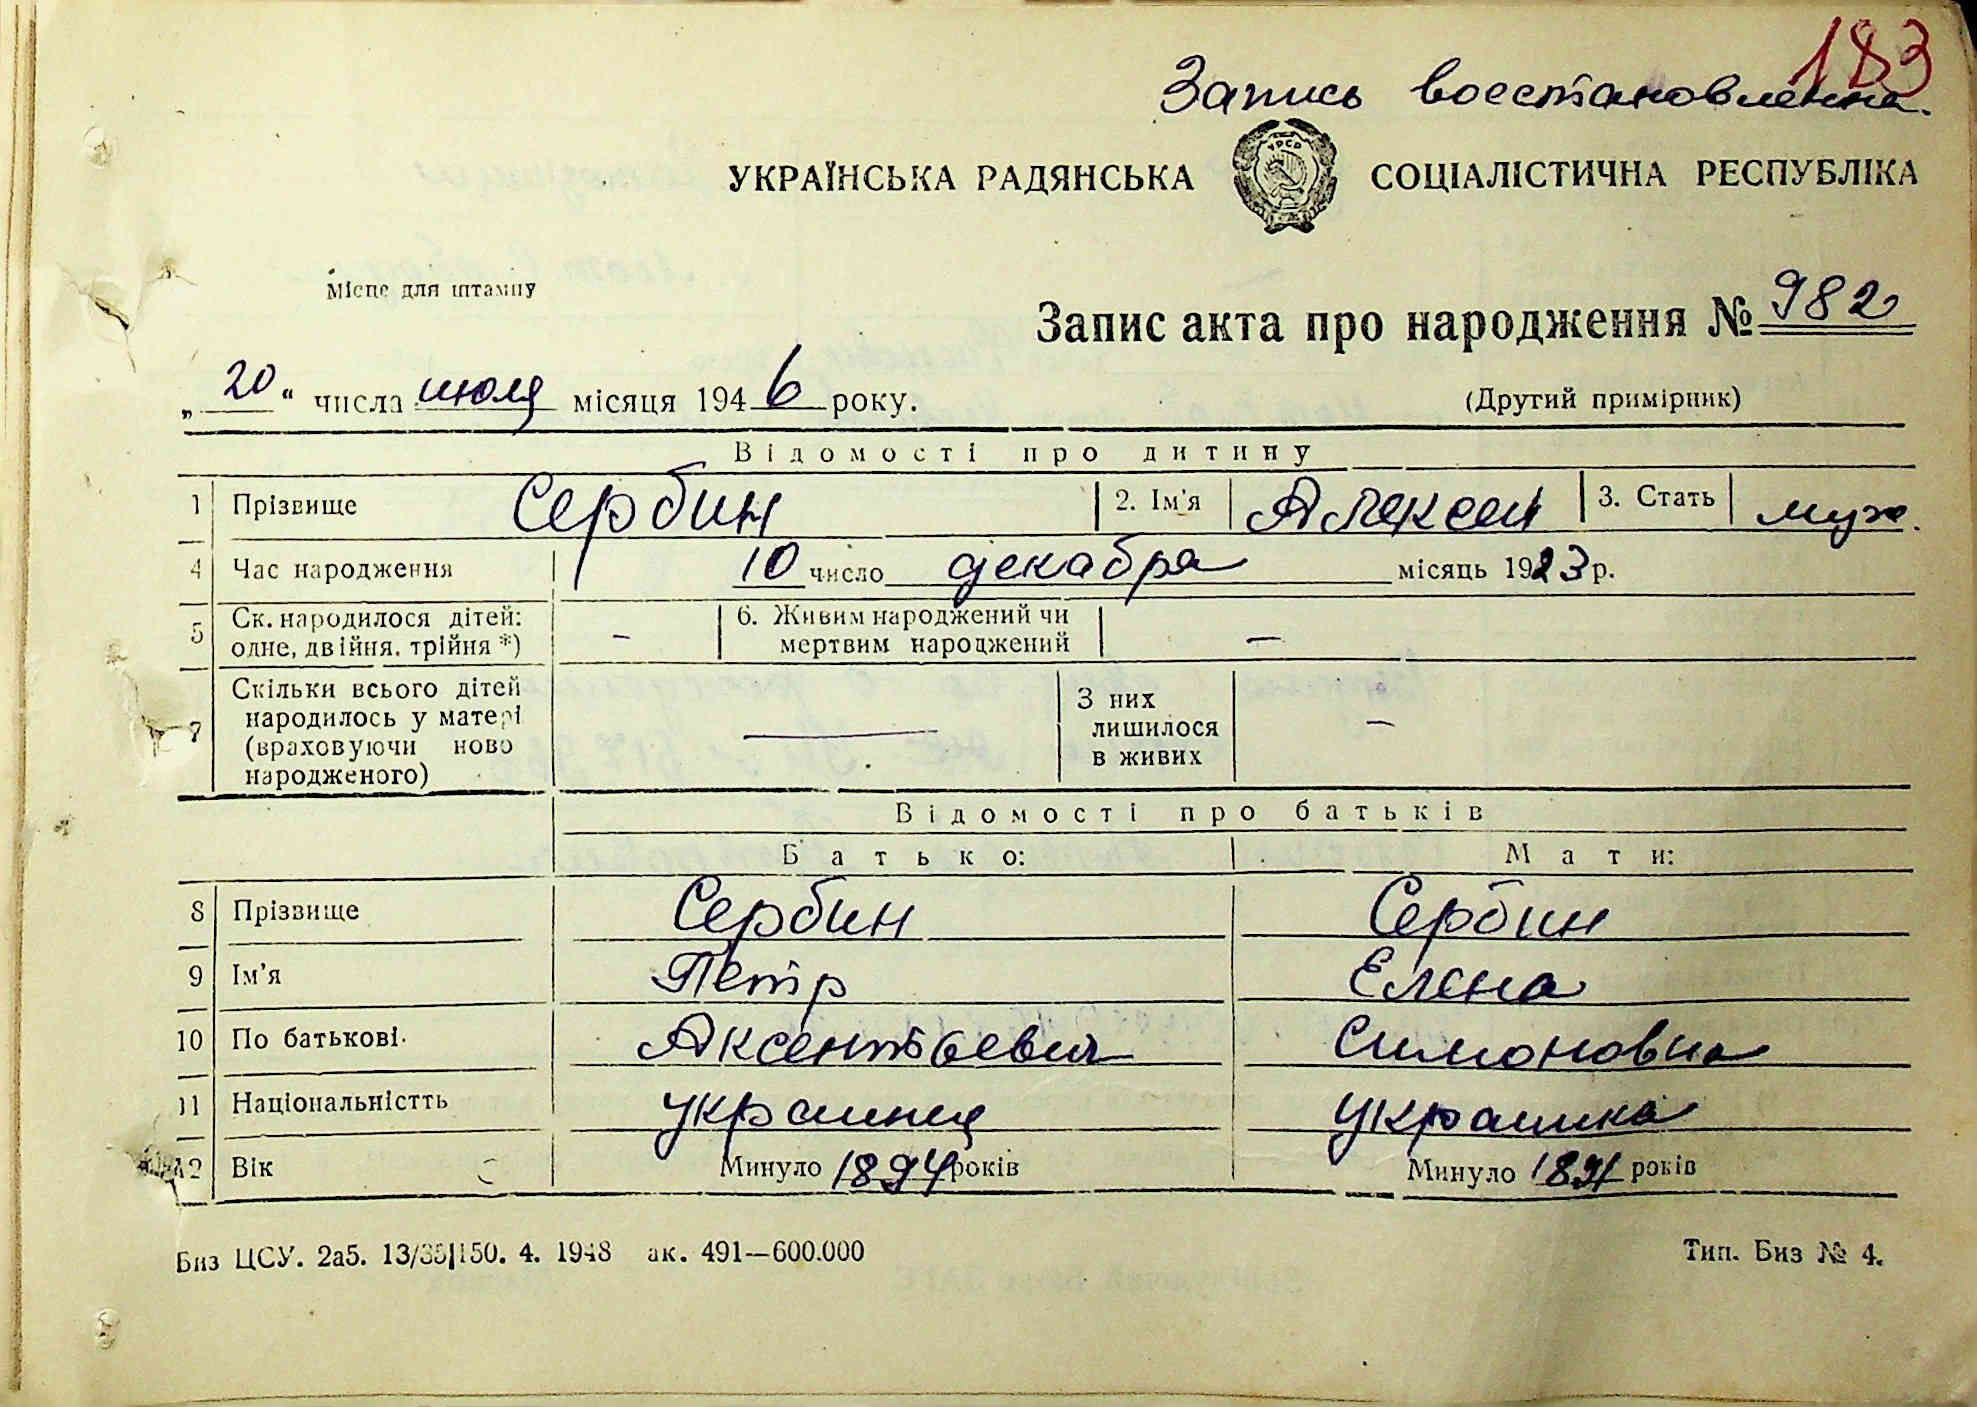 183
Запись восстановленна.
УКРАЇНСЬКА РАДЯНСЬКА СОЦІАЛІСТИЧНА РЕСПУБЛІКА
УРСР
Місце для штампу
Запис акта про народження № 982
„20“ числа июля місяця 1946 року.
(Другий примірник)
Відомості про дитину
1 Прізвище Сербин 2. Ім'я Алексей 3. Стать муж.
4 Час народження 10 число декабря місяць 1923 р.
5 Ск. народилося дітей: одне, двійня, трійня *) — 6. Живим народжений чи мертвим народжений —
7 Скільки всього дітей народилось у матері (враховуючи ново народженого) — З них лишилося в живих —
Відомості про батьків
Батько: Мати:
8 Прізвище Сербин Сербин
9 Ім'я Петр Елена
10 По батькові Аксентьевич Симоновна
11 Національністть украинец украинка
12 Вік Минуло 1894 років Минуло 1891 років
Биз ЦСУ. 2а5. 13/35|150. 4. 1948 ак. 491—600.000
Тип. Биз № 4.